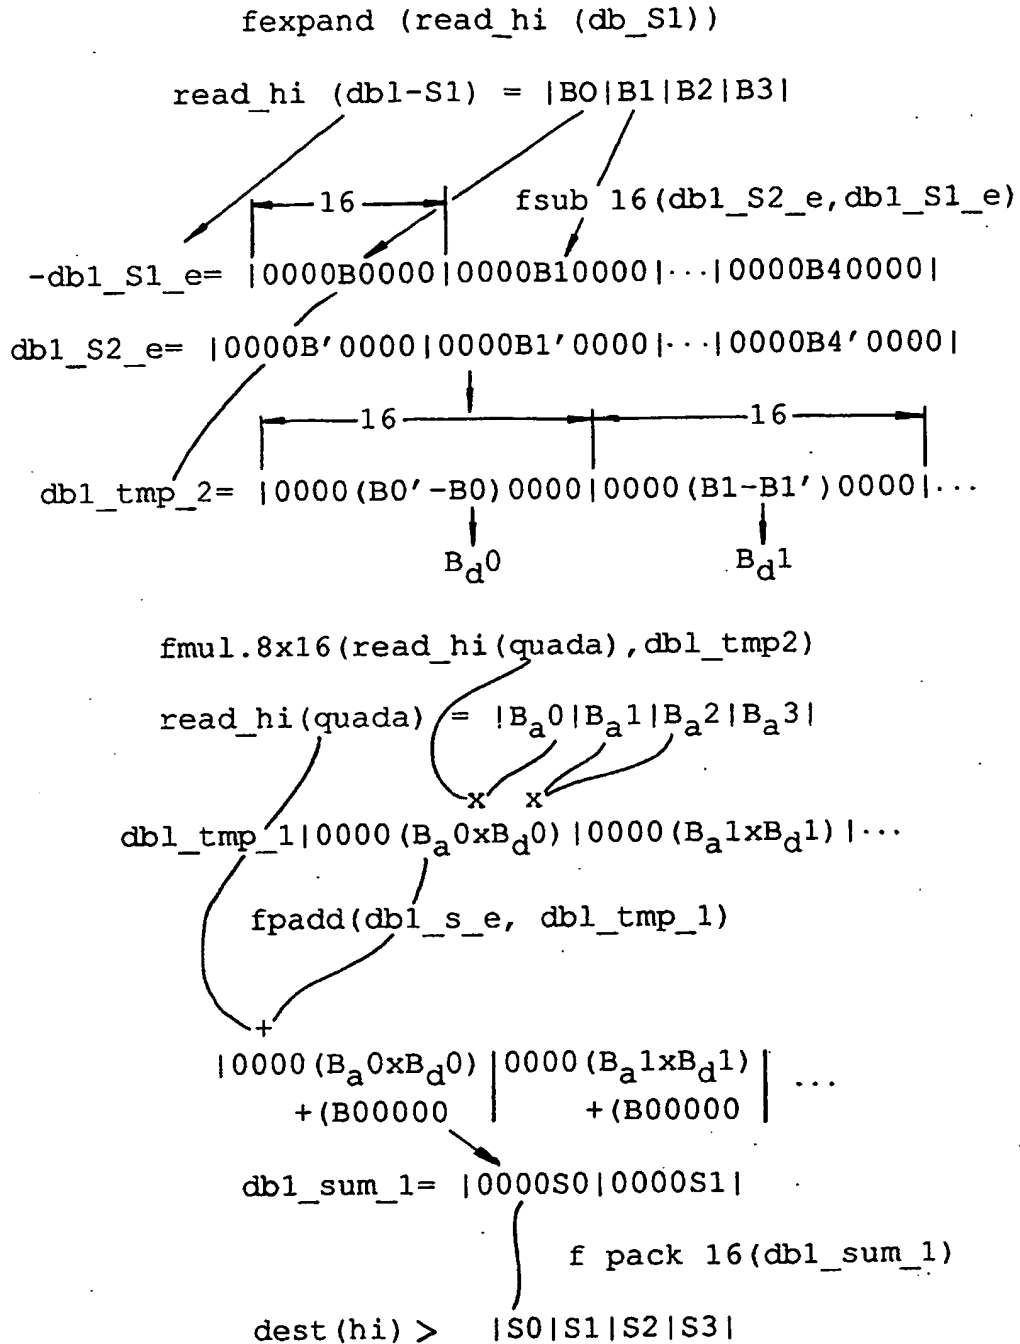 fexpand (read_hi (db_S1))
read_hi (dbl-S1) = |B0|B1|B2|B3|
16
fsub 16(dbl_S2_e,dbl_S1_e)
-dbl_S1_e= |0000B0000|0000B10000|···|0000B40000|
dbl_S2_e= |0000B'0000|0000B1'0000|···|0000B4'0000|
16 16
dbl_tmp_2= |0000(B0'-B0)0000|0000(B1-B1')0000|···
Bd0 Bd1
fmul.8x16(read_hi(quada),dbl_tmp2)
read_hi(quada) = |Ba0|Ba1|Ba2|Ba3|
x x
dbl_tmp_1|0000(Ba0xBd0)|0000(Ba1xBd1)|···
fpadd(dbl_s_e, dbl_tmp_1)
+
|0000(Ba0xBd0)|0000(Ba1xBd1)| ···
+(B00000 +(B00000
dbl_sum_1= |0000S0|0000S1|
f pack 16(dbl_sum_1)
dest(hi) > |S0|S1|S2|S3|